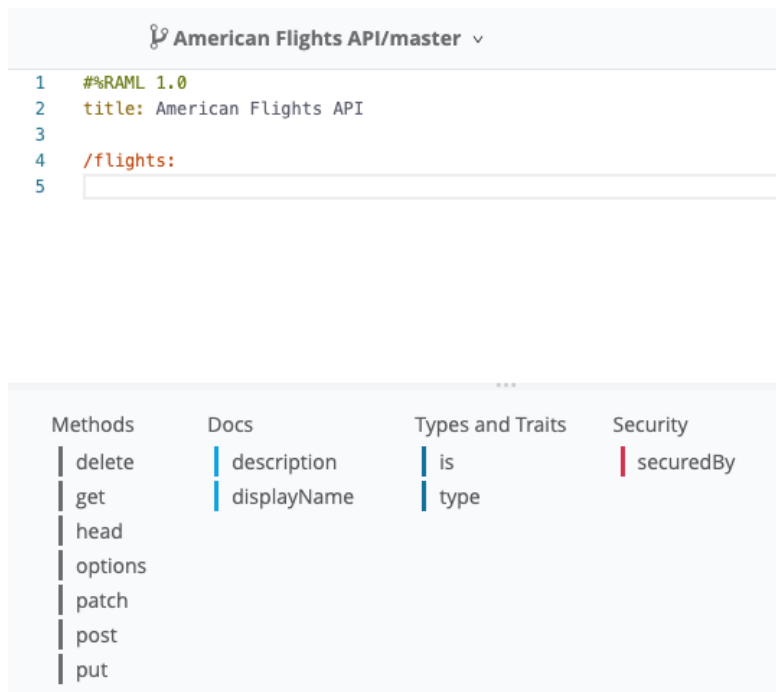 American Flights API/master
1 #%RAML 1.0
2 title: American Flights API
3
4 /flights:
5
Methods Docs Types and Traits Security
delete description is securedBy
get displayName type
head
options
patch
post
put